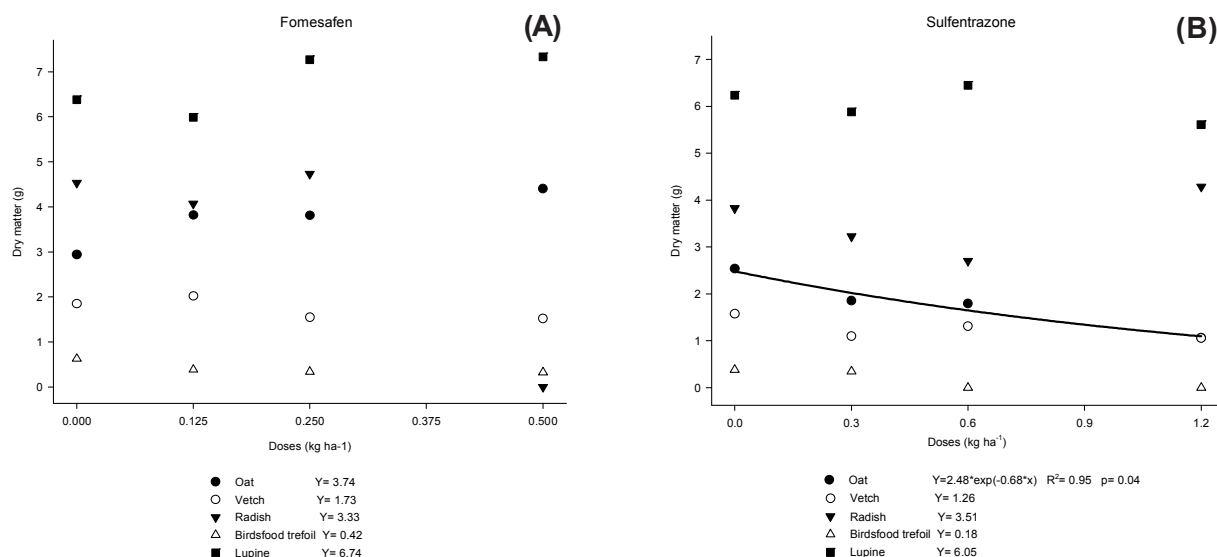 Fomesafen
(A)
Dry matter (g)
7
6
5
4
3
2
1
0
0.000
0.125
0.250
0.375
0.500
Doses (kg ha-1)
Oat Y= 3.74
Vetch Y= 1.73
Radish Y= 3.33
Birdsfood trefoil Y= 0.42
Lupine Y= 6.74
Sulfentrazone
(B)
Dry matter (g)
7
6
5
4
3
2
1
0
0.0
0.3
0.6
0.9
1.2
Doses (kg ha⁻¹)
Oat Y=2.48*exp(-0.68*x) R²= 0.95 p= 0.04
Vetch Y= 1.26
Radish Y= 3.51
Birdsfood trefoil Y= 0.18
Lupine Y= 6.05